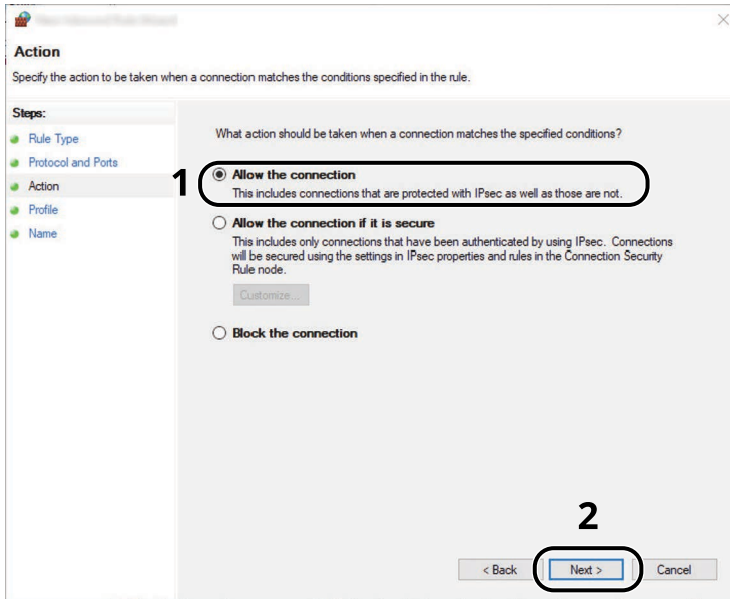 Action
Specify the action to be taken when a connection matches the conditions specified in the rule.
Steps:
Rule Type
Protocol and Ports
Action
Profile
Name
What action should be taken when a connection matches the specified conditions?
1
Allow the connection
This includes connections that are protected with IPsec as well as those are not.
Allow the connection if it is secure
This includes only connections that have been authenticated by using IPsec. Connections
will be secured using the settings in IPsec properties and rules in the Connection Security
Rule node.
Customize...
Block the connection
2
< Back
Next >
Cancel